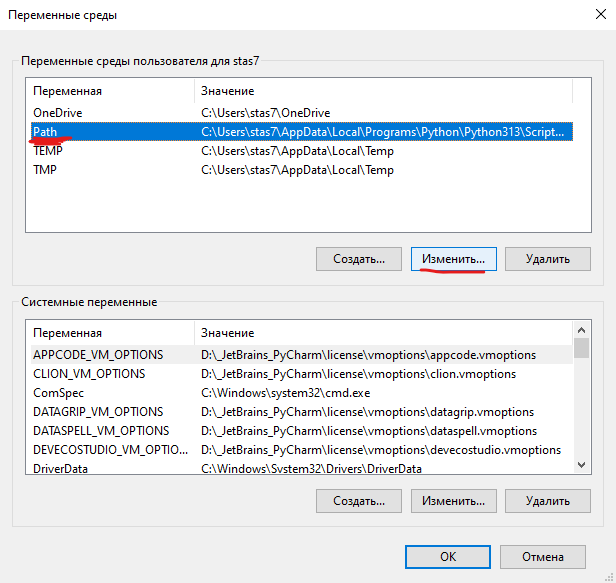 Переменные среды
Переменные среды пользователя для stas7
Переменная Значение
OneDrive C:\Users\stas7\OneDrive
Path C:\Users\stas7\AppData\Local\Programs\Python\Python313\Script...
TEMP C:\Users\stas7\AppData\Local\Temp
TMP C:\Users\stas7\AppData\Local\Temp
Создать... Изменить... Удалить
Системные переменные
Переменная Значение
APPCODE_VM_OPTIONS D:\_JetBrains_PyCharm\license\vmoptions\appcode.vmoptions
CLION_VM_OPTIONS D:\_JetBrains_PyCharm\license\vmoptions\clion.vmoptions
ComSpec C:\Windows\system32\cmd.exe
DATAGRIP_VM_OPTIONS D:\_JetBrains_PyCharm\license\vmoptions\datagrip.vmoptions
DATASPELL_VM_OPTIONS D:\_JetBrains_PyCharm\license\vmoptions\dataspell.vmoptions
DEVECOSTUDIO_VM_OPTIO... D:\_JetBrains_PyCharm\license\vmoptions\devecostudio.vmoptions
DriverData C:\Windows\System32\Drivers\DriverData
Создать... Изменить... Удалить
OK Отмена